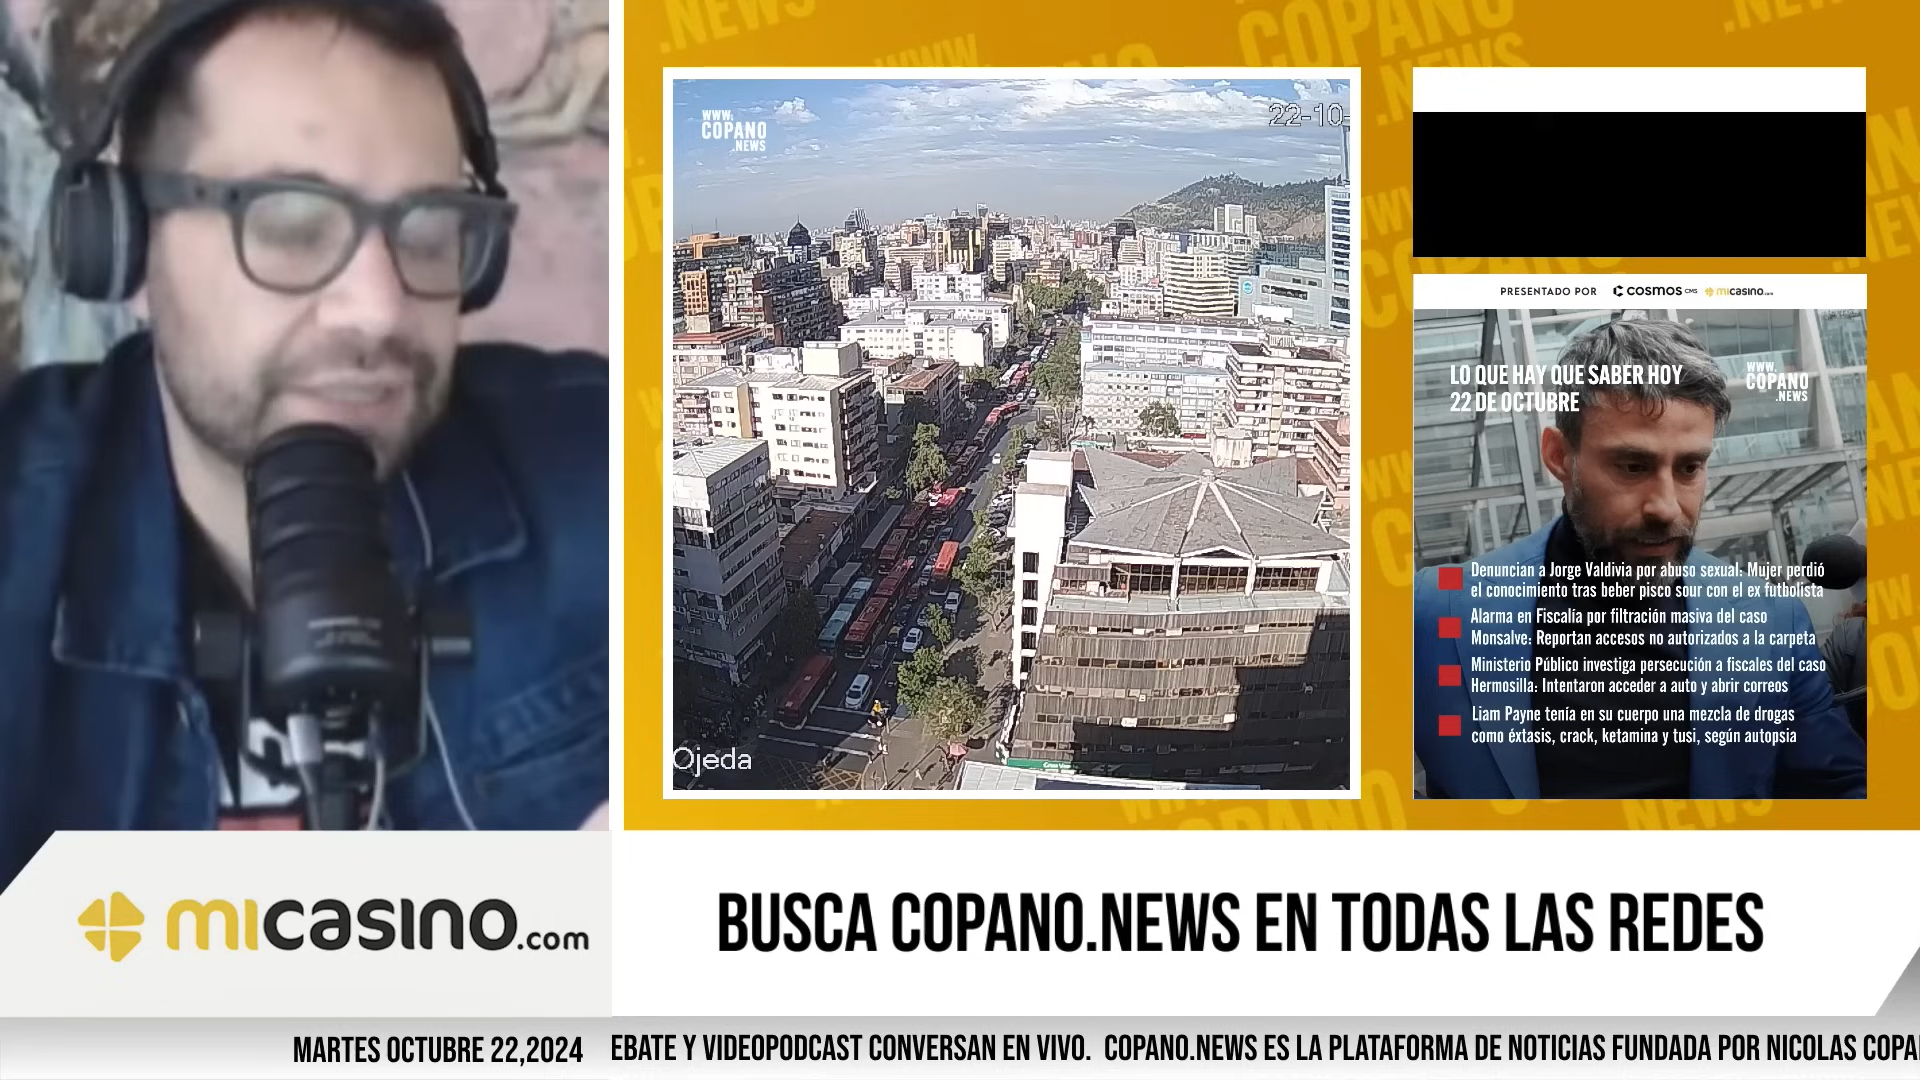 WWW.
COPANO
.NEWS
22-10-
Ojeda
PRESENTADO POR COSMOS CMS micasino.com
LO QUE HAY QUE SABER HOY
22 DE OCTUBRE
WWW.
COPANO
.NEWS
Denuncian a Jorge Valdivia por abuso sexual: Mujer perdió
el conocimiento tras beber pisco sour con el ex futbolista
Alarma en Fiscalía por filtración masiva del caso
Monsalve: Reportan accesos no autorizados a la carpeta
Ministerio Público investiga persecución a fiscales del caso
Hermosilla: Intentaron acceder a auto y abrir correos
Liam Payne tenía en su cuerpo una mezcla de drogas
como éxtasis, crack, ketamina y tusi, según autopsia
micasino.com
BUSCA COPANO.NEWS EN TODAS LAS REDES
MARTES OCTUBRE 22,2024
EBATE Y VIDEOPODCAST CONVERSAN EN VIVO. COPANO.NEWS ES LA PLATAFORMA DE NOTICIAS FUNDADA POR NICOLAS COPA